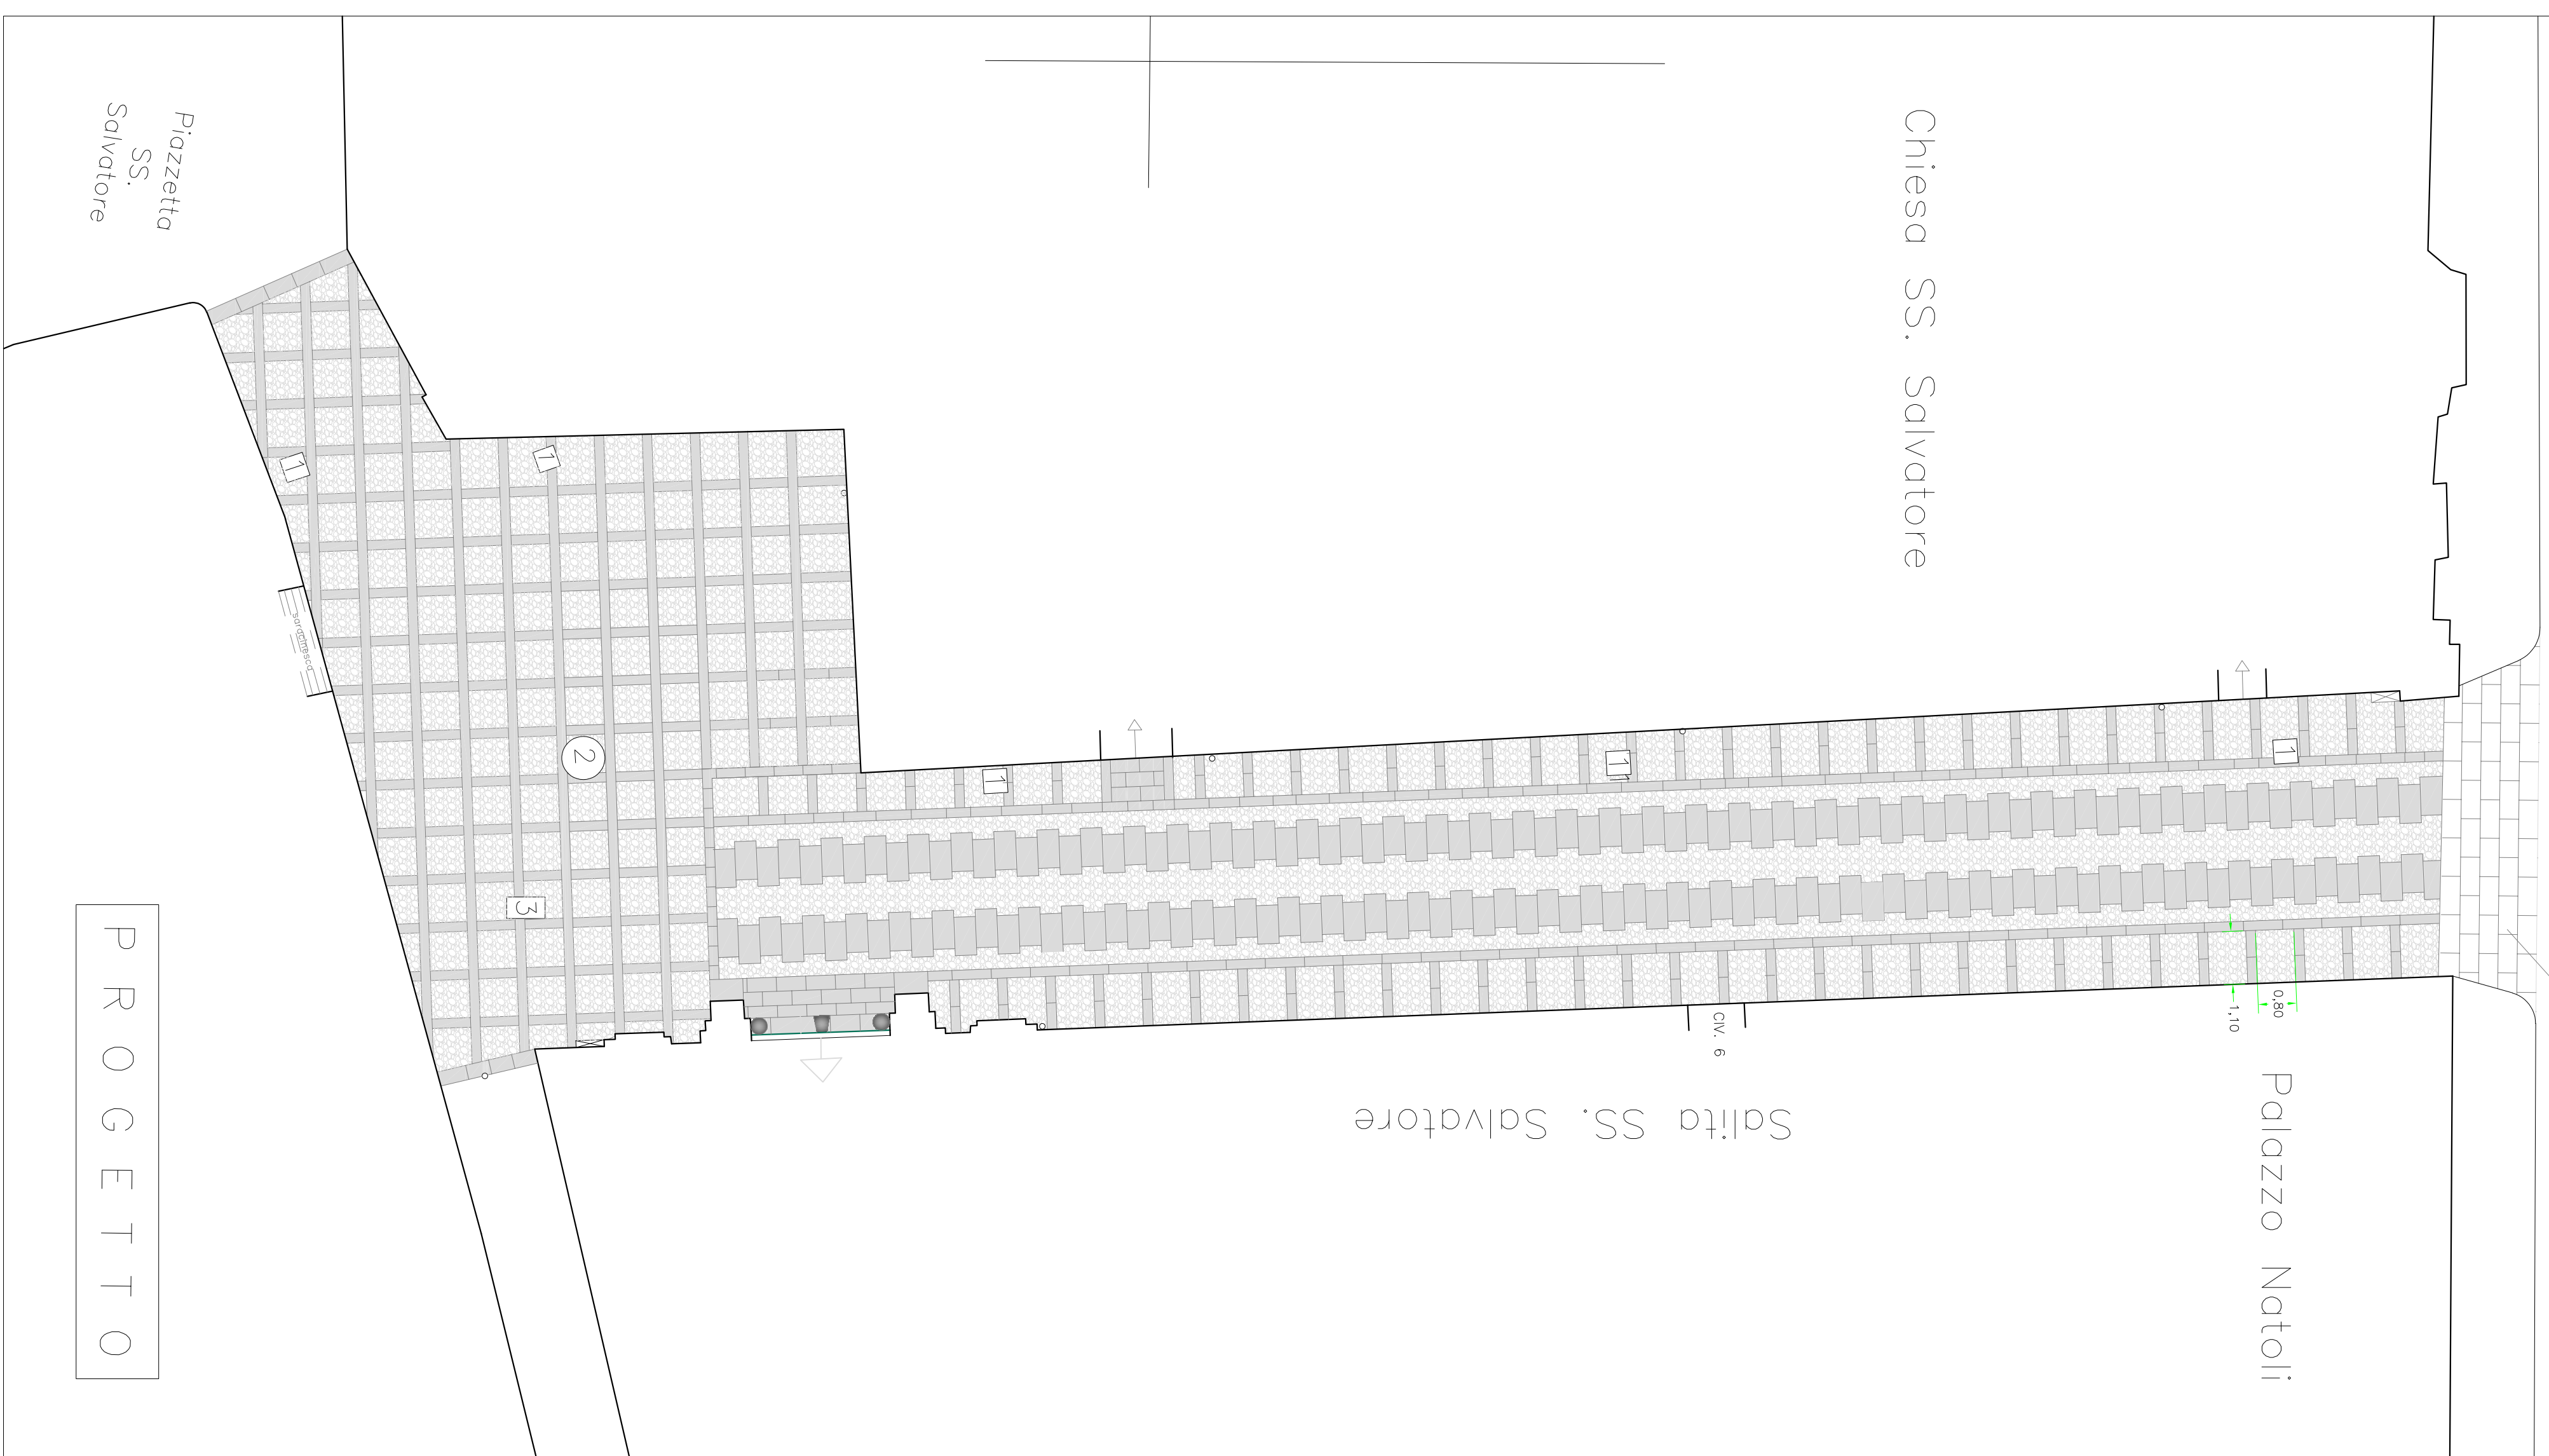 Piazzetta
SS.
Salvatore
Chiesa SS. Salvatore
1
1
saracinesca
2
3
1
1
1
CIV. 6
1,10
0,80
Salita SS. Salvatore
Palazzo Natoli
PROGETTO